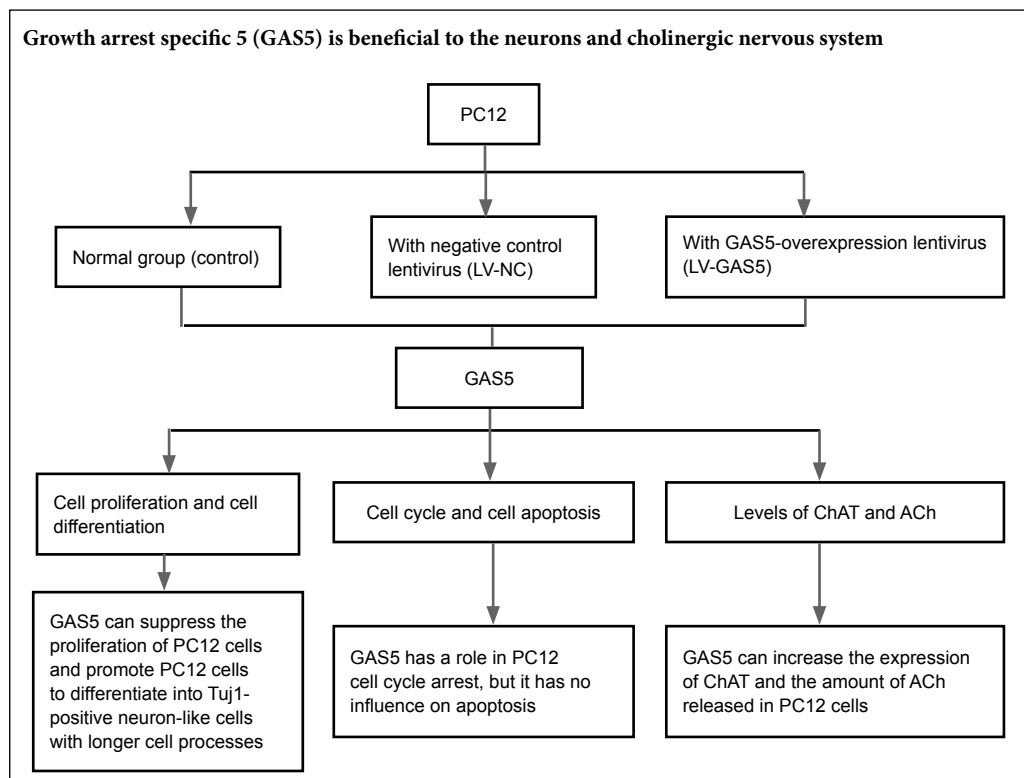 Growth arrest specific 5 (GAS5) is beneficial to the neurons and cholinergic nervous system
PC12
Normal group (control)
With negative control
lentivirus (LV-NC)
With GAS5-overexpression lentivirus
(LV-GAS5)
GAS5
Cell proliferation and cell
differentiation
Cell cycle and cell apoptosis
Levels of ChAT and ACh
GAS5 can suppress the
proliferation of PC12 cells
and promote PC12 cells
to differentiate into Tuj1-
positive neuron-like cells
with longer cell processes
GAS5 has a role in PC12
cell cycle arrest, but it has no
influence on apoptosis
GAS5 can increase the expression
of ChAT and the amount of ACh
released in PC12 cells